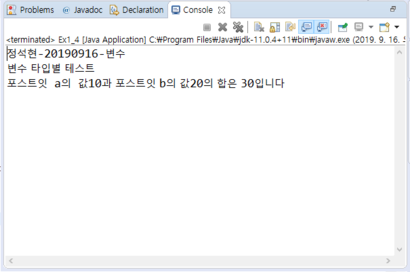 Problems @ Javadoc Declaration Console
<terminated> Ex1_4 [Java Application] C:₩Program Files₩Java₩jdk-11.0.4+11₩bin₩javaw.exe (2019. 9. 16.
정석현-20190916-변수
변수 타입별 테스트
포스트잇 a의 값10과 포스트잇 b의 값20의 합은 30입니다